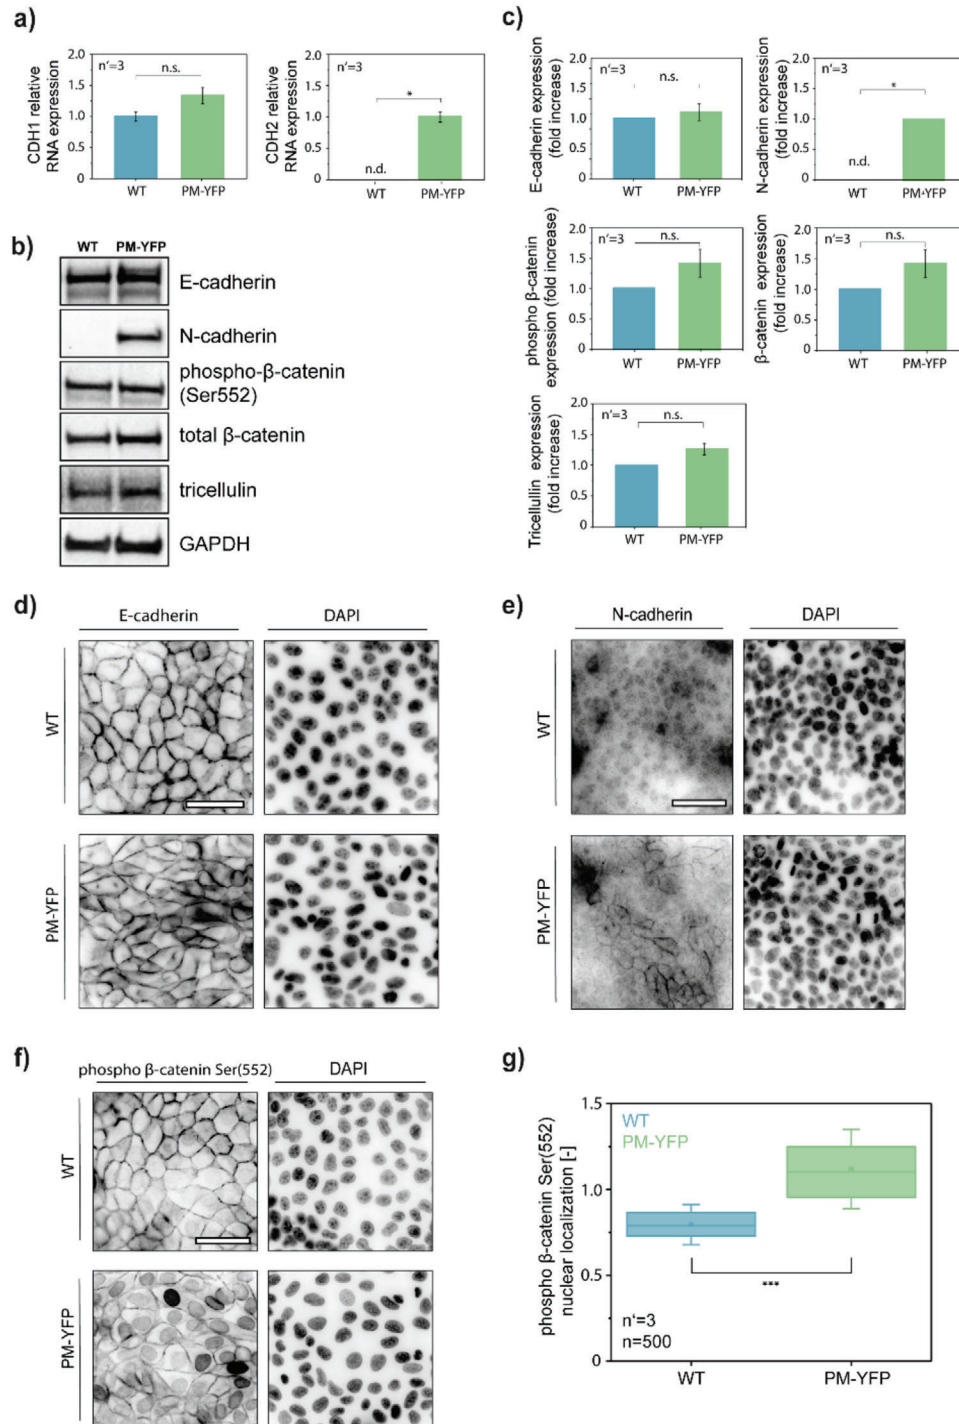 a)
CDH1 relative
RNA expression
2.0
1.5
1.0
0.5
0
n'=3
n.s.
WT
PM-YFP
CDH2 relative
RNA expression
2.0
1.5
1.0
0.5
0
n'=3
*
n.d.
WT
PM-YFP
b)
WT PM-YFP
E-cadherin
N-cadherin
phospho-β-catenin
(Ser552)
total β-catenin
tricellulin
GAPDH
c)
E-cadherin expression
(fold increase)
2.0
1.5
1.0
0.5
0
n'=3
n.s.
WT
PM-YFP
N-cadherin expression
(fold increase)
2.0
1.5
1.0
0.5
0
n'=3
*
n.d.
WT
PM-YFP
phospho β-catenin
expression (fold increase)
2.0
1.5
1.0
0.5
0
n'=3
n.s.
WT
PM-YFP
β-catenin expression
(fold increase)
2.0
1.5
1.0
0.5
0
n'=3
n.s.
WT
PM-YFP
Tricellullin expression
(fold increase)
2.0
1.5
1.0
0.5
0
n'=3
n.s.
WT
PM-YFP
d)
E-cadherin
DAPI
WT
PM-YFP
e)
N-cadherin
DAPI
WT
PM-YFP
f)
phospho β-catenin Ser(552)
DAPI
WT
PM-YFP
g)
phospho β-catenin Ser(552)
nuclear localization [-]
1.5
1.0
0.5
0
WT
PM-YFP
***
n'=3
n=500
WT
PM-YFP